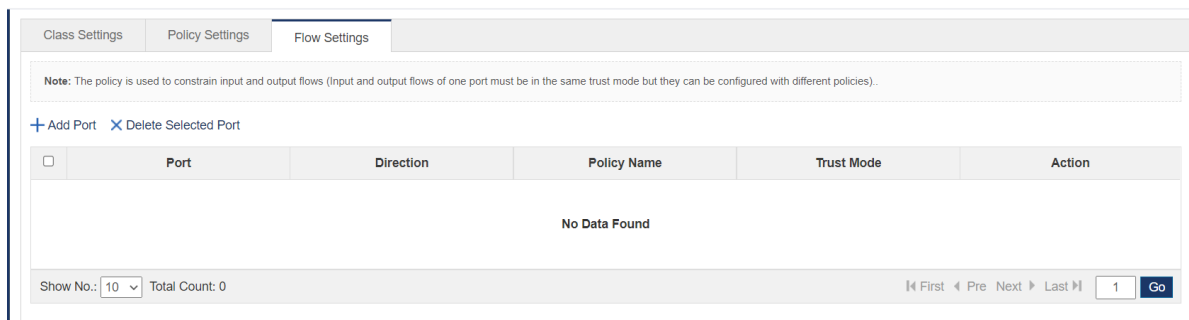 Class Settings Policy Settings Flow Settings
Note: The policy is used to constrain input and output flows (Input and output flows of one port must be in the same trust mode but they can be configured with different policies)..
Add Port Delete Selected Port
Port Direction Policy Name Trust Mode Action
No Data Found
Show No.: 10 Total Count: 0 First Pre Next Last 1 Go